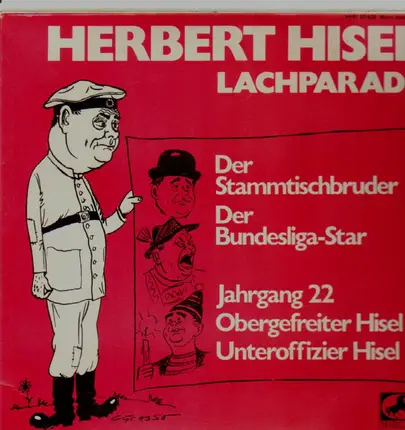 HERBERT HISEL
LACHPARAD
Der
Stammtischbruder
Der
Bundesliga-Star
Jahrgang 22
Obergefreiter Hisel
Unteroffizier Hisel